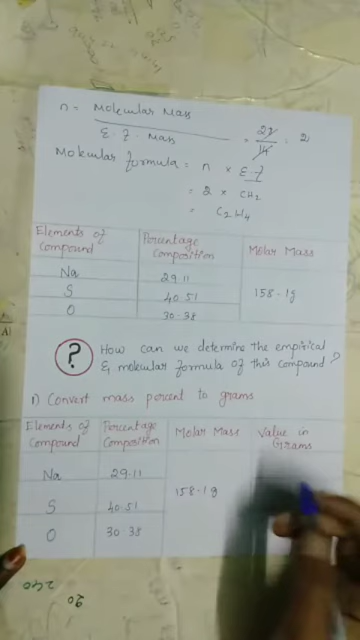 n = Molecular Mass
E. f. Mass
= 28
14
= 2
Molecular formula = n × E.f
= 2 × CH2
= C2H4
Elements of Compound
Percentage Composition
Molar Mass
Na 29.11
S 40.51 158.1g
O 30.38
? How can we determine the empirical
& molecular formula of this compound?
1) Convert mass percent to grams
Elements of Compound
Percentage Composition
Molar Mass
Value in Grams
Na 29.11
158.1g
S 40.51
O 30.38
240
20